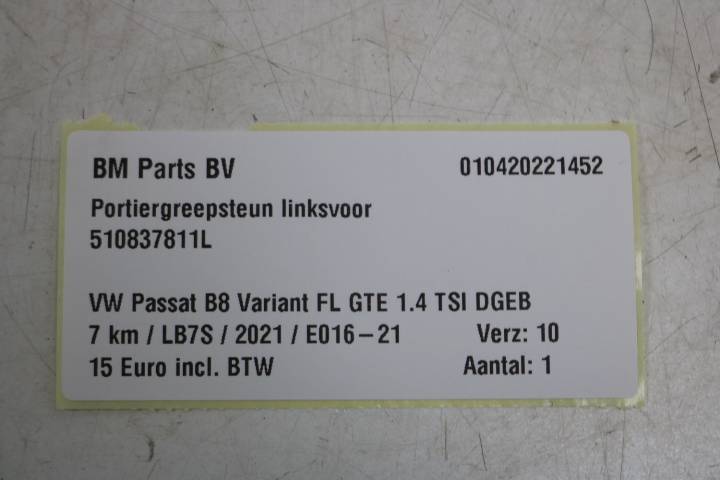 BM Parts BV 010420221452
Portiergreepsteun linksvoor
510837811L
VW Passat B8 Variant FL GTE 1.4 TSI DGEB
7 km / LB7S / 2021 / E016-21 Verz: 10
15 Euro incl. BTW Aantal: 1